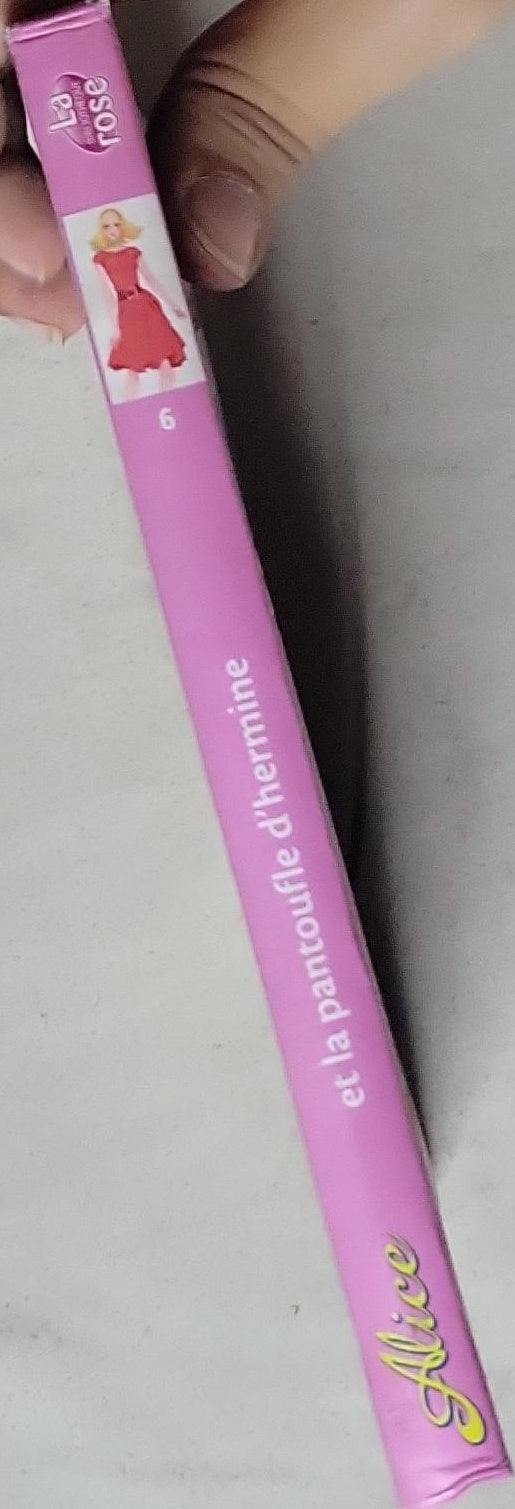 Alice
et la pantoufle d'hermine
6
La
rose